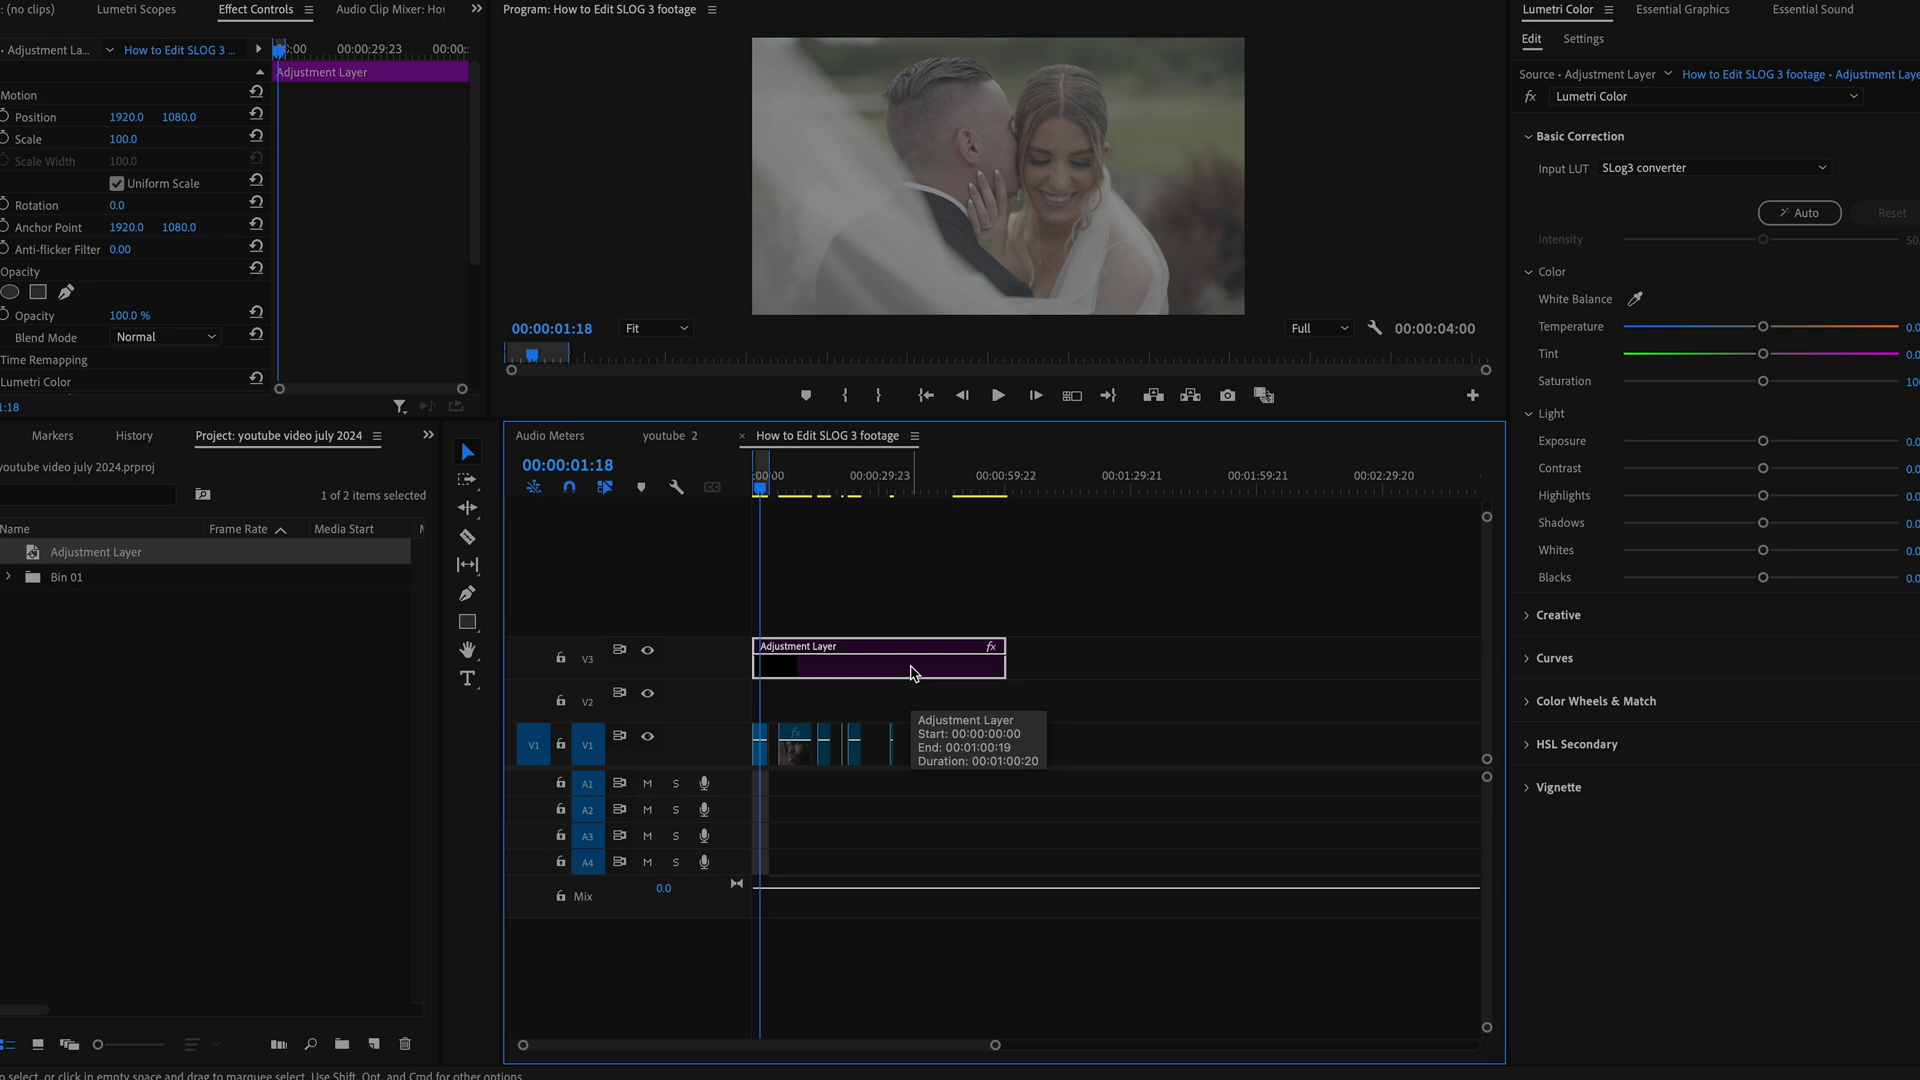 : (no clips)
Lumetri Scopes
Effect Controls
Audio Clip Mixer: Ho
Adjustment La...
How to Edit SLOG 3 ...
:00
00:00:29:23
00:00:
Adjustment Layer
Motion
Position 1920.0 1080.0
Scale 100.0
Scale Width 100.0
Uniform Scale
Rotation 0.0
Anchor Point 1920.0 1080.0
Anti-flicker Filter 0.00
Opacity
Opacity 100.0 %
Blend Mode Normal
Time Remapping
Lumetri Color
1:18
Program: How to Edit SLOG 3 footage
00:00:01:18
Fit
Full
00:00:04:00
Lumetri Color
Essential Graphics
Essential Sound
Edit
Settings
Source • Adjustment Layer
How to Edit SLOG 3 footage • Adjustment Laye
fx Lumetri Color
Basic Correction
Input LUT SLog3 converter
Auto
Reset
Intensity 50.
Color
White Balance
Temperature 0.0
Tint 0.0
Saturation 10
Light
Exposure 0.0
Contrast 0.0
Highlights 0.0
Shadows 0.0
Whites 0.0
Blacks 0.0
Creative
Curves
Color Wheels & Match
HSL Secondary
Vignette
Markers
History
Project: youtube video july 2024
youtube video july 2024.prproj
1 of 2 items selected
Name
Frame Rate
Media Start
Adjustment Layer
Bin 01
Audio Meters
youtube 2
× How to Edit SLOG 3 footage
00:00:01:18
:00:00
00:00:29:23
00:00:59:22
00:01:29:21
00:01:59:21
00:02:29:20
V3
Adjustment Layer fx
V2
V1 V1
fx
Adjustment Layer
Start: 00:00:00:00
End: 00:01:00:19
Duration: 00:01:00:20
A1 M S
A2 M S
A3 M S
A4 M S
Mix 0.0
o select, or click in empty space and drag to marquee select. Use Shift, Opt, and Cmd for other options.